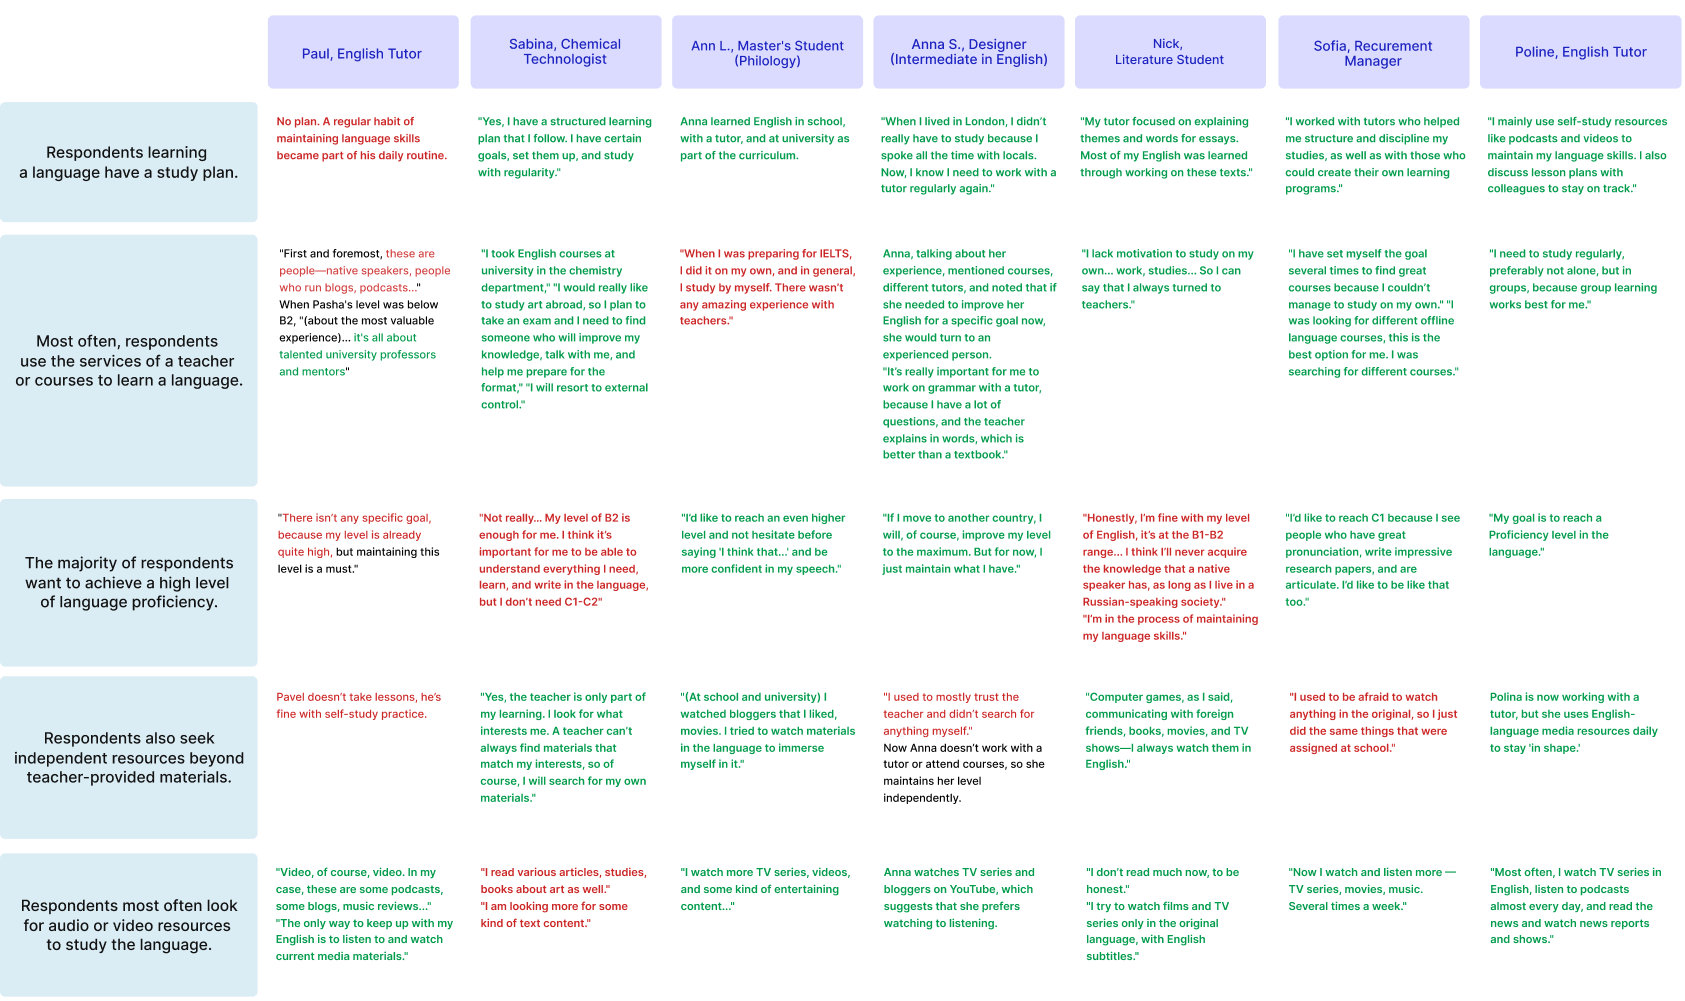 Paul, English Tutor
Sabina, Chemical
Technologist
Ann L., Master's Student
(Philology)
Anna S., Designer
(Intermediate in English)
Nick,
Literature Student
Sofia, Recurement
Manager
Poline, English Tutor
Respondents learning
a language have a study plan.
No plan. A regular habit of
maintaining language skills
became part of his daily routine.
"Yes, I have a structured learning
plan that I follow. I have certain
goals, set them up, and study
with regularity."
Anna learned English in school,
with a tutor, and at university as
part of the curriculum.
"When I lived in London, I didn’t
really have to study because I
spoke all the time with locals.
Now, I know I need to work with a
tutor regularly again."
"My tutor focused on explaining
themes and words for essays.
Most of my English was learned
through working on these texts."
"I worked with tutors who helped
me structure and discipline my
studies, as well as with those who
could create their own learning
programs."
"I mainly use self-study resources
like podcasts and videos to
maintain my language skills. I also
discuss lesson plans with
colleagues to stay on track."
Most often, respondents
use the services of a teacher
or courses to learn a language.
"First and foremost, these are
people—native speakers, people
who run blogs, podcasts..."
When Pasha's level was below
B2, "(about the most valuable
experience)... it's all about
talented university professors
and mentors"
"I took English courses at
university in the chemistry
department," "I would really like
to study art abroad, so I plan to
take an exam and I need to find
someone who will improve my
knowledge, talk with me, and
help me prepare for the
format," "I will resort to external
control."
"When I was preparing for IELTS,
I did it on my own, and in general,
I study by myself. There wasn’t
any amazing experience with
teachers."
Anna, talking about her
experience, mentioned courses,
different tutors, and noted that if
she needed to improve her
English for a specific goal now,
she would turn to an
experienced person.
"It’s really important for me to
work on grammar with a tutor,
because I have a lot of
questions, and the teacher
explains in words, which is
better than a textbook."
"I lack motivation to study on my
own... work, studies... So I can
say that I always turned to
teachers."
"I have set myself the goal
several times to find great
courses because I couldn’t
manage to study on my own." "I
was looking for different offline
language courses, this is the
best option for me. I was
searching for different courses."
"I need to study regularly,
preferably not alone, but in
groups, because group learning
works best for me."
The majority of respondents
want to achieve a high level
of language proficiency.
"There isn’t any specific goal,
because my level is already
quite high, but maintaining this
level is a must."
"Not really... My level of B2 is
enough for me. I think it’s
important for me to be able to
understand everything I need,
learn, and write in the language,
but I don’t need C1-C2"
"I’d like to reach an even higher
level and not hesitate before
saying 'I think that...' and be
more confident in my speech."
"If I move to another country, I
will, of course, improve my level
to the maximum. But for now, I
just maintain what I have."
"Honestly, I’m fine with my level
of English, it’s at the B1-B2
range... I think I’ll never acquire
the knowledge that a native
speaker has, as long as I live in a
Russian-speaking society."
"I’m in the process of maintaining
my language skills."
"I’d like to reach C1 because I see
people who have great
pronunciation, write impressive
research papers, and are
articulate. I’d like to be like that
too."
"My goal is to reach a
Proficiency level in the
language."
Respondents also seek
independent resources beyond
teacher-provided materials.
Pavel doesn’t take lessons, he’s
fine with self-study practice.
"Yes, the teacher is only part of
my learning. I look for what
interests me. A teacher can’t
always find materials that
match my interests, so of
course, I will search for my own
materials."
"(At school and university) I
watched bloggers that I liked,
movies. I tried to watch materials
in the language to immerse
myself in it."
"I used to mostly trust the
teacher and didn’t search for
anything myself."
Now Anna doesn’t work with a
tutor or attend courses, so she
maintains her level
independently.
"Computer games, as I said,
communicating with foreign
friends, books, movies, and TV
shows—I always watch them in
English."
"I used to be afraid to watch
anything in the original, so I just
did the same things that were
assigned at school."
Polina is now working with a
tutor, but she uses English-
language media resources daily
to stay 'in shape.'
Respondents most often look
for audio or video resources
to study the language.
"Video, of course, video. In my
case, these are some podcasts,
some blogs, music reviews..."
"The only way to keep up with my
English is to listen to and watch
current media materials."
"I read various articles, studies,
books about art as well."
"I am looking more for some
kind of text content."
"I watch more TV series, videos,
and some kind of entertaining
content..."
Anna watches TV series and
bloggers on YouTube, which
suggests that she prefers
watching to listening.
"I don’t read much now, to be
honest."
"I try to watch films and TV
series only in the original
language, with English
subtitles."
"Now I watch and listen more —
TV series, movies, music.
Several times a week."
"Most often, I watch TV series in
English, listen to podcasts
almost every day, and read the
news and watch news reports
and shows."